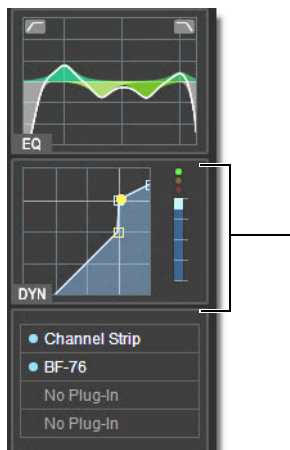 EQ
DYN
Channel Strip
BF-76
No Plug-In
No Plug-In